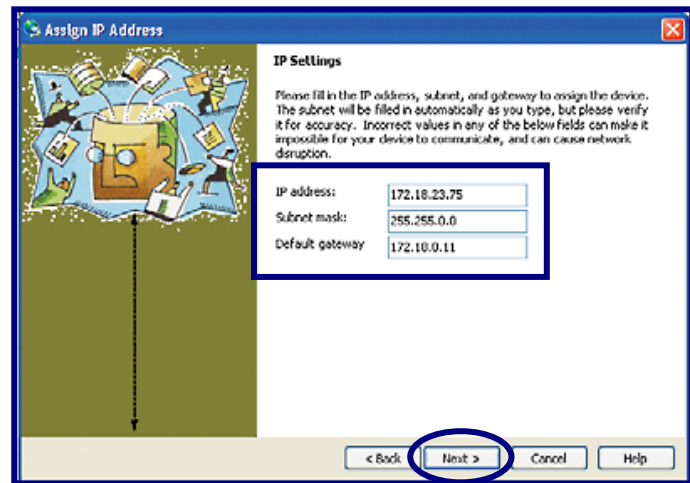 Assign IP Address
IP Settings
Please fill in the IP address, subnet, and gateway to assign the device.
The subnet will be filled in automatically as you type, but please verify
it for accuracy. Incorrect values in any of the below fields can make it
impossible for your device to communicate, and can cause network
disruption.
IP address: 172.18.23.75
Subnet mask: 255.255.0.0
Default gateway 172.18.0.11
< Back Next > Cancel Help